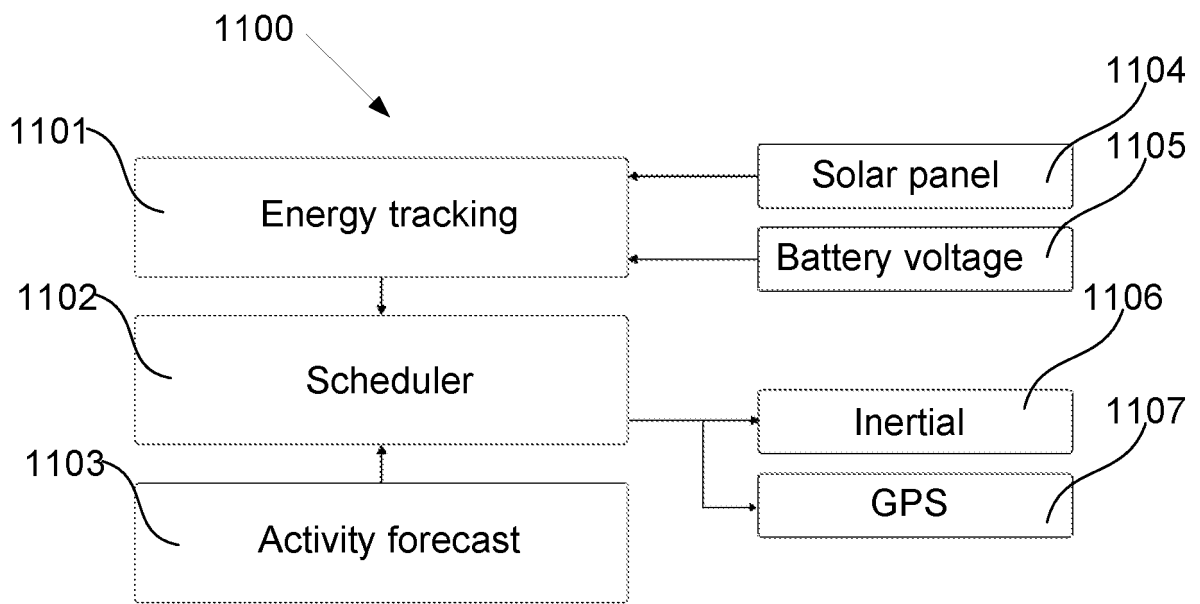 1100
1104
1101
1105
Solar panel
Energy tracking
Battery voltage
1102
1106
Scheduler
Inertial
1107
1103
GPS
Activity forecast